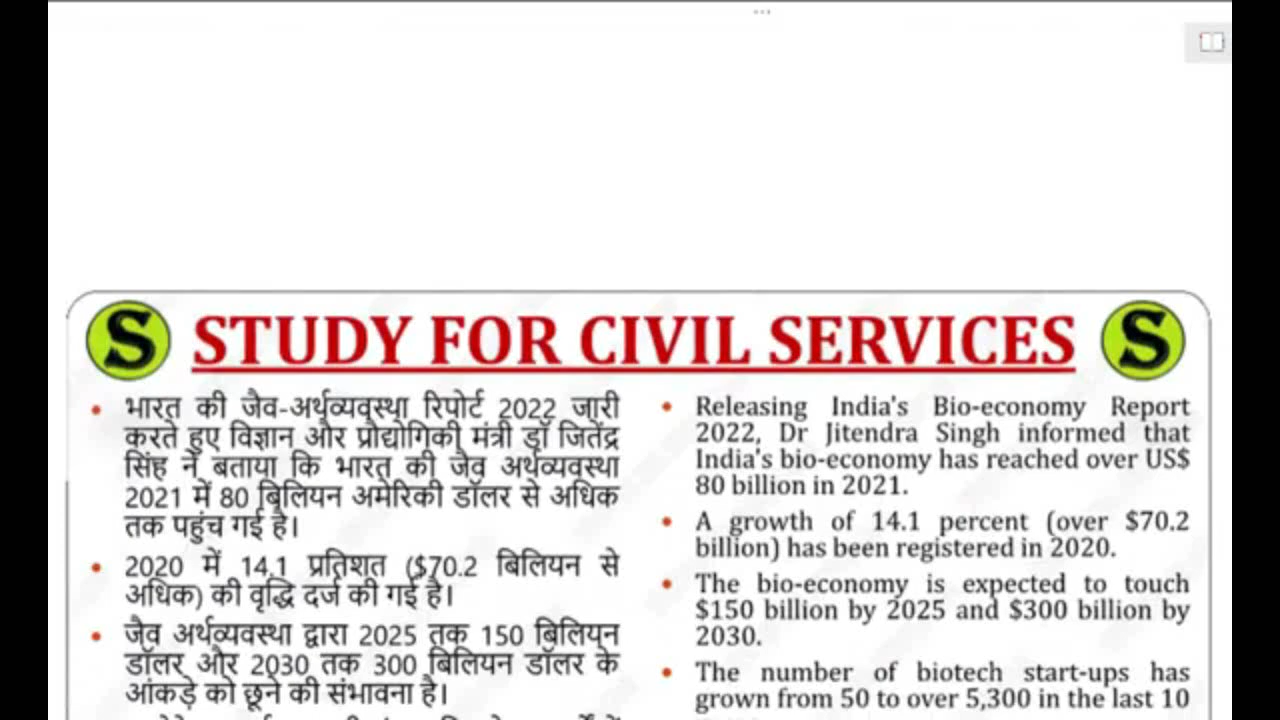 S STUDY FOR CIVIL SERVICES S
• भारत की जैव-अर्थव्यवस्था रिपोर्ट 2022 जारी
करते हुए विज्ञान और प्रौद्योगिकी मंत्री डॉ जितेंद्र
सिंह ने बताया कि भारत की जैव अर्थव्यवस्था
2021 में 80 बिलियन अमेरिकी डॉलर से अधिक
तक पहुंच गई है।
• 2020 में 14.1 प्रतिशत ($70.2 बिलियन से
अधिक) की वृद्धि दर्ज की गई है।
• जैव अर्थव्यवस्था द्वारा 2025 तक 150 बिलियन
डॉलर और 2030 तक 300 बिलियन डॉलर के
आंकड़े को छूने की संभावना है।
• Releasing India's Bio-economy Report
2022, Dr Jitendra Singh informed that
India's bio-economy has reached over US$
80 billion in 2021.
• A growth of 14.1 percent (over $70.2
billion) has been registered in 2020.
• The bio-economy is expected to touch
$150 billion by 2025 and $300 billion by
2030.
• The number of biotech start-ups has
grown from 50 to over 5,300 in the last 10